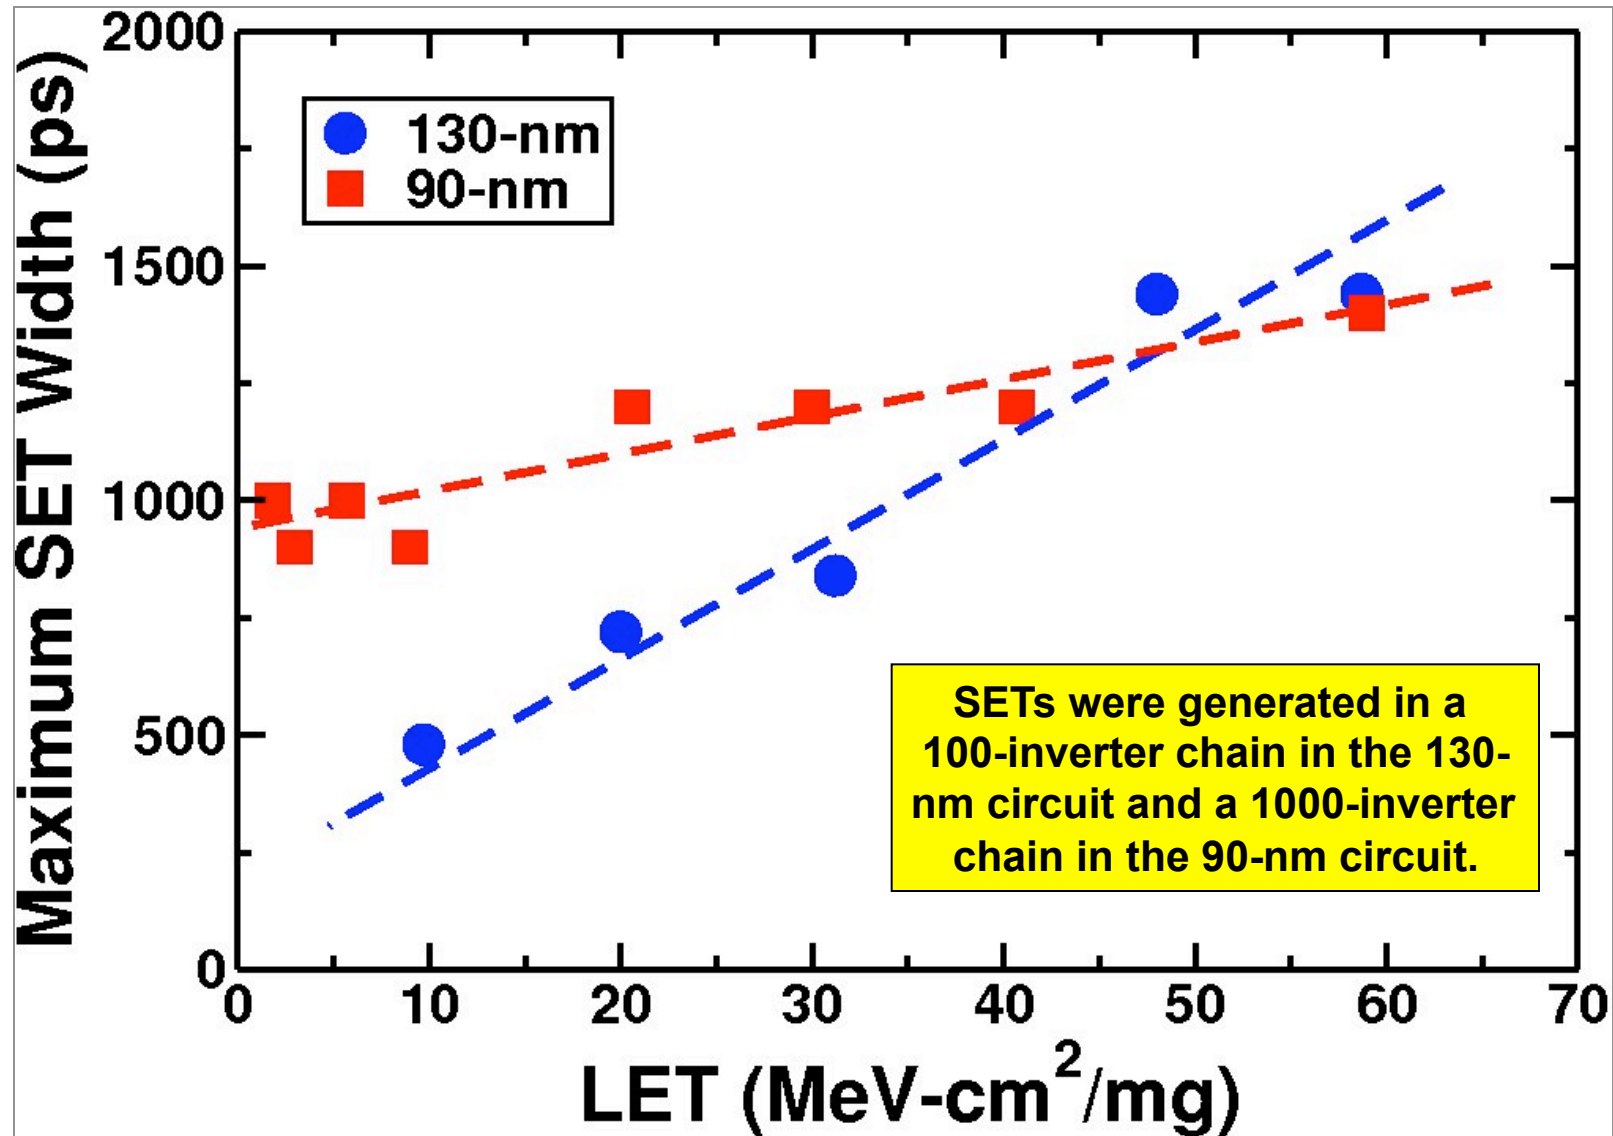 Maximum SET Width (ps)
2000
1500
1000
500
0
130-nm
90-nm
SETs were generated in a
100-inverter chain in the 130-
nm circuit and a 1000-inverter
chain in the 90-nm circuit.
0 10 20 30 40 50 60 70
LET (MeV-cm²/mg)